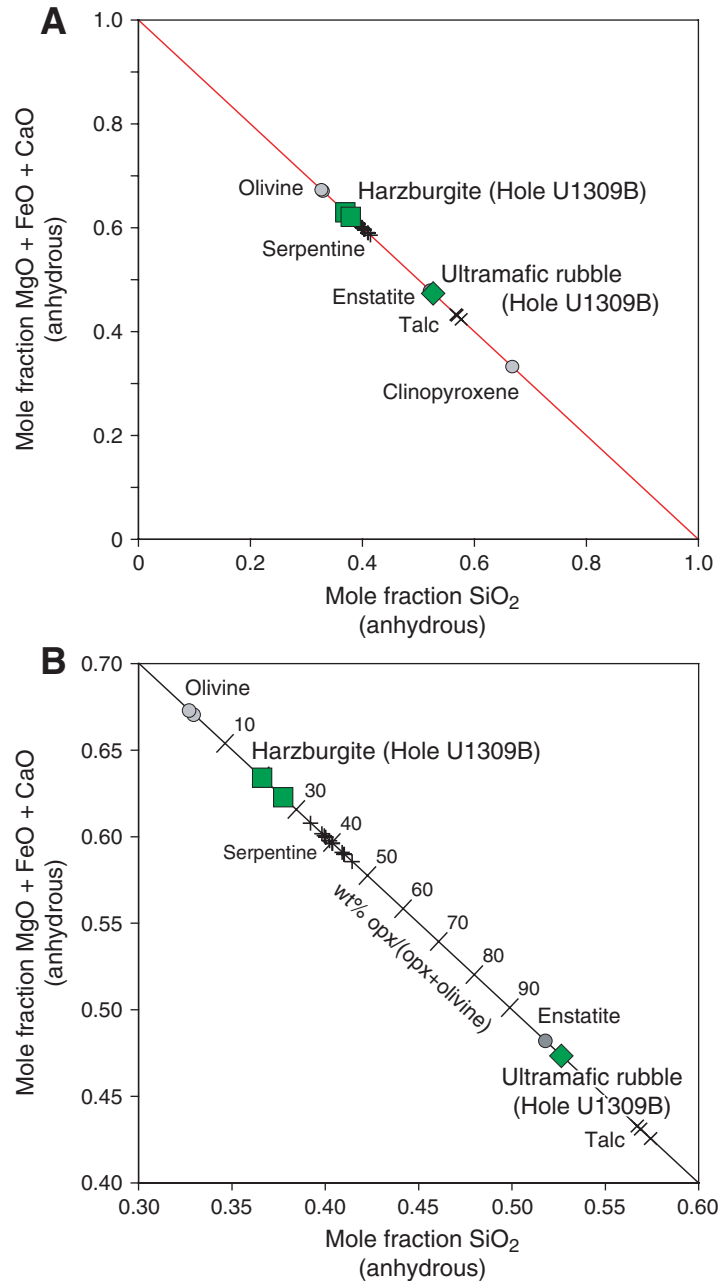 A
Mole fraction MgO + FeO + CaO
(anhydrous)
1.0
0.8
0.6
0.4
0.2
0
Olivine
Harzburgite (Hole U1309B)
Serpentine
Ultramafic rubble
(Hole U1309B)
Enstatite
Talc
Clinopyroxene
0 0.2 0.4 0.6 0.8 1.0
Mole fraction SiO₂
(anhydrous)
B
Mole fraction MgO + FeO + CaO
(anhydrous)
0.70
0.65
0.60
0.55
0.50
0.45
0.40
Olivine
10
Harzburgite (Hole U1309B)
30
40
Serpentine
50
60
70
80
90
wt% opx/(opx+olivine)
Enstatite
Ultramafic rubble
(Hole U1309B)
Talc
0.30 0.35 0.40 0.45 0.50 0.55 0.60
Mole fraction SiO₂
(anhydrous)